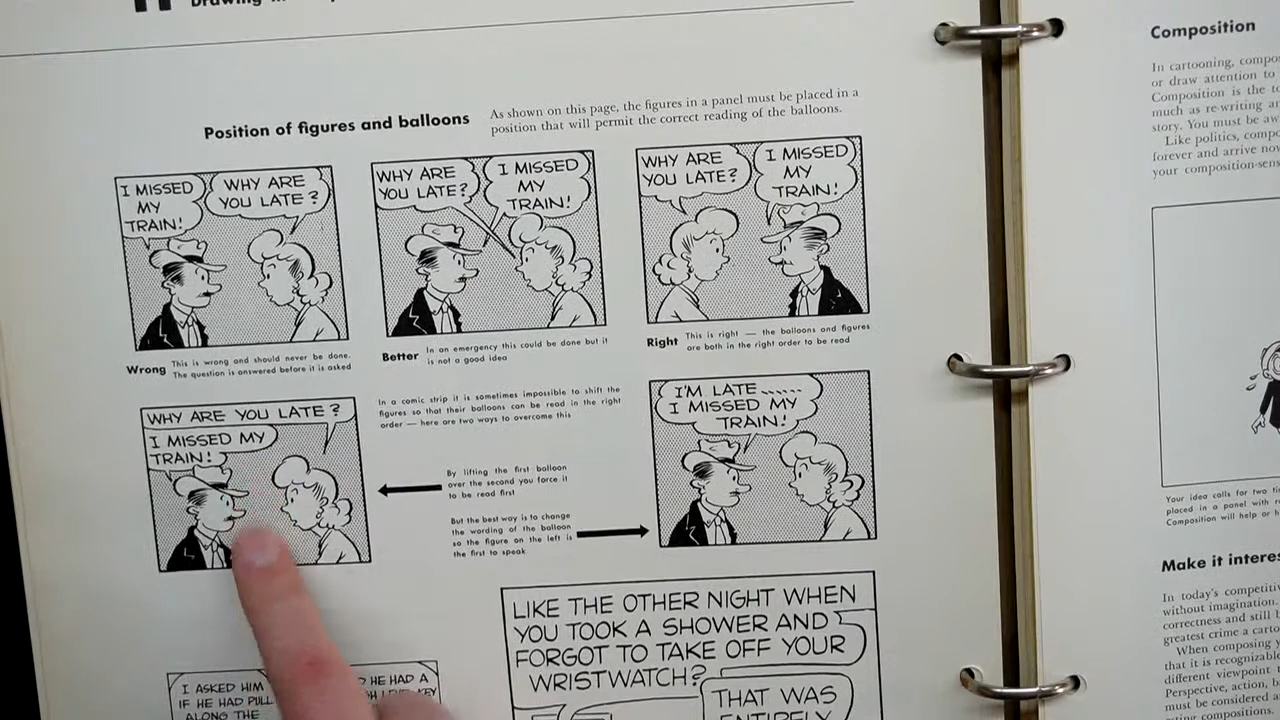 Position of figures and balloons
As shown on this page, the figures in a panel must be placed in a
position that will permit the correct reading of the balloons.
I MISSED
MY
TRAIN!
WHY ARE
YOU LATE?
WHY ARE
YOU LATE?
I MISSED
MY
TRAIN!
WHY ARE
YOU LATE?
I MISSED
MY
TRAIN!
Wrong
This is wrong and should never be done.
The question is answered before it is asked
Better
In an emergency this could be done but it
is not a good idea
Right
This is right — the balloons and figures
are both in the right order to be read
WHY ARE YOU LATE?
I MISSED MY
TRAIN!
In a comic strip it is sometimes impossible to shift the
figures so that their balloons can be read in the right
order — here are two ways to overcome this
By lifting the first balloon
over the second you force it
to be read first
But the best way is to change
the wording of the balloon
so the figure on the left is
the first to speak
I'M LATE......
I MISSED MY
TRAIN!
I ASKED HIM
IF HE HAD PULL
ALONG THE
HE HAD A
LIKE THE OTHER NIGHT WHEN
YOU TOOK A SHOWER AND
FORGOT TO TAKE OFF YOUR
WRISTWATCH?
THAT WAS
ENTIRELY
Composition
In cartooning,
or draw attention to
Composition is the
much as re-writing
story. You must be
Like politics,
forever and arrive
your
Your idea calls for two
placed in a panel with
Composition will help or
Make it
In today's
without imagination.
correctness and still
greatest crime a
When composing
that it is
different viewpoint
Perspective, action,
must be considered
compositions.